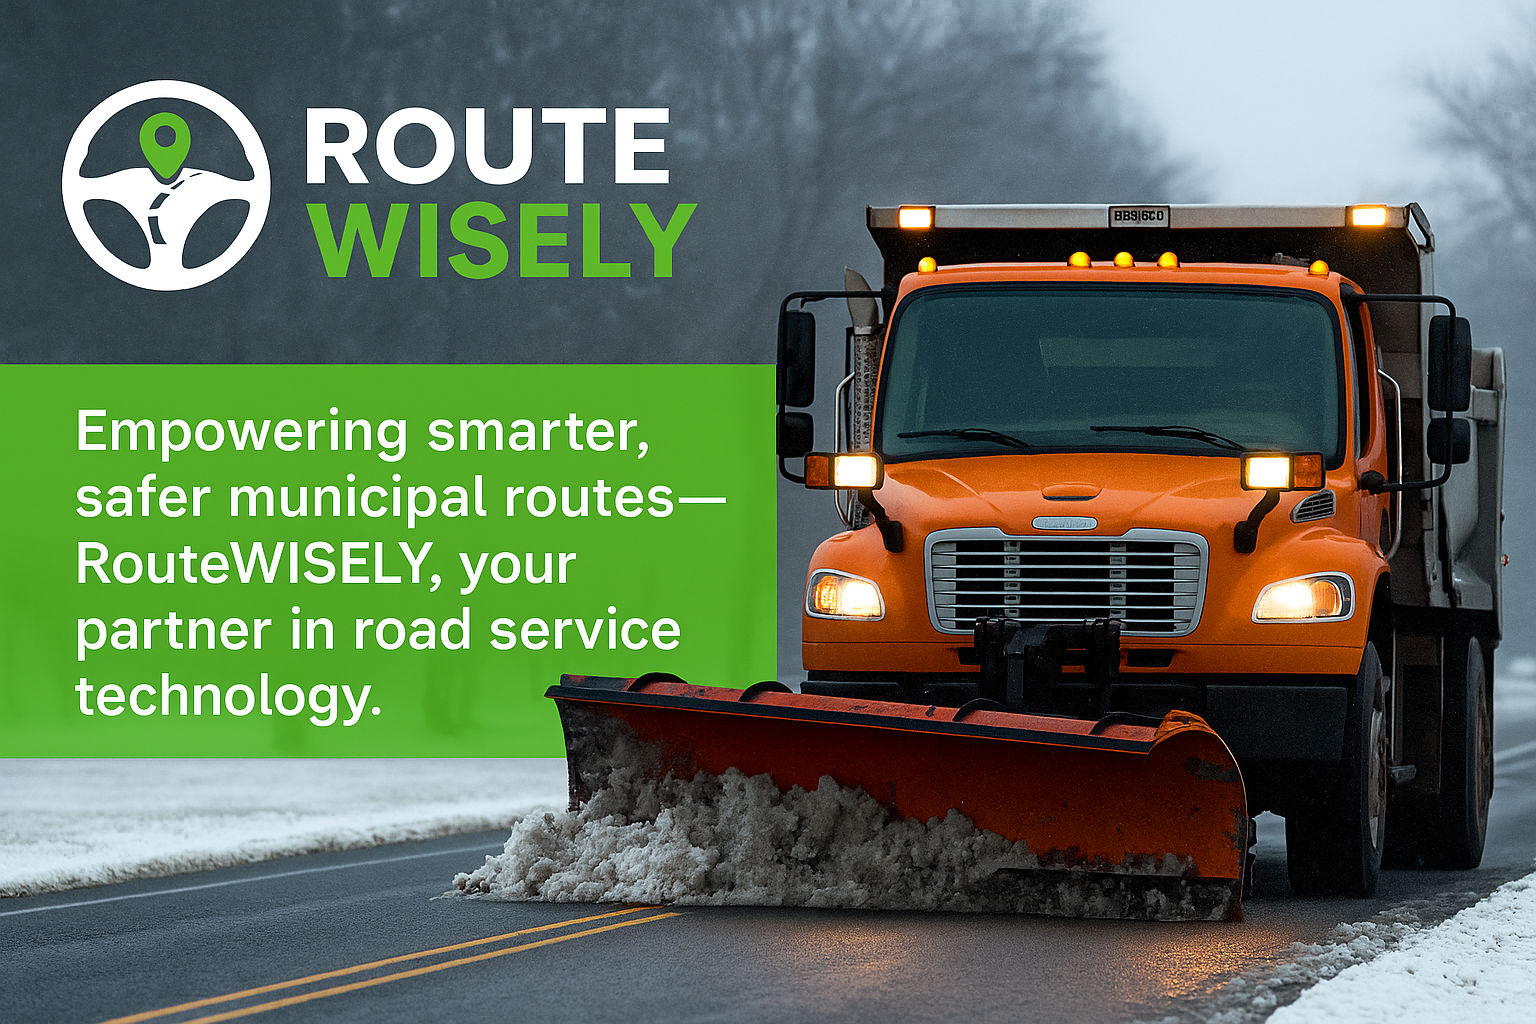 ROUTE
WISELY
Empowering smarter,
safer municipal routes—
RouteWISELY, your
partner in road service
technology.